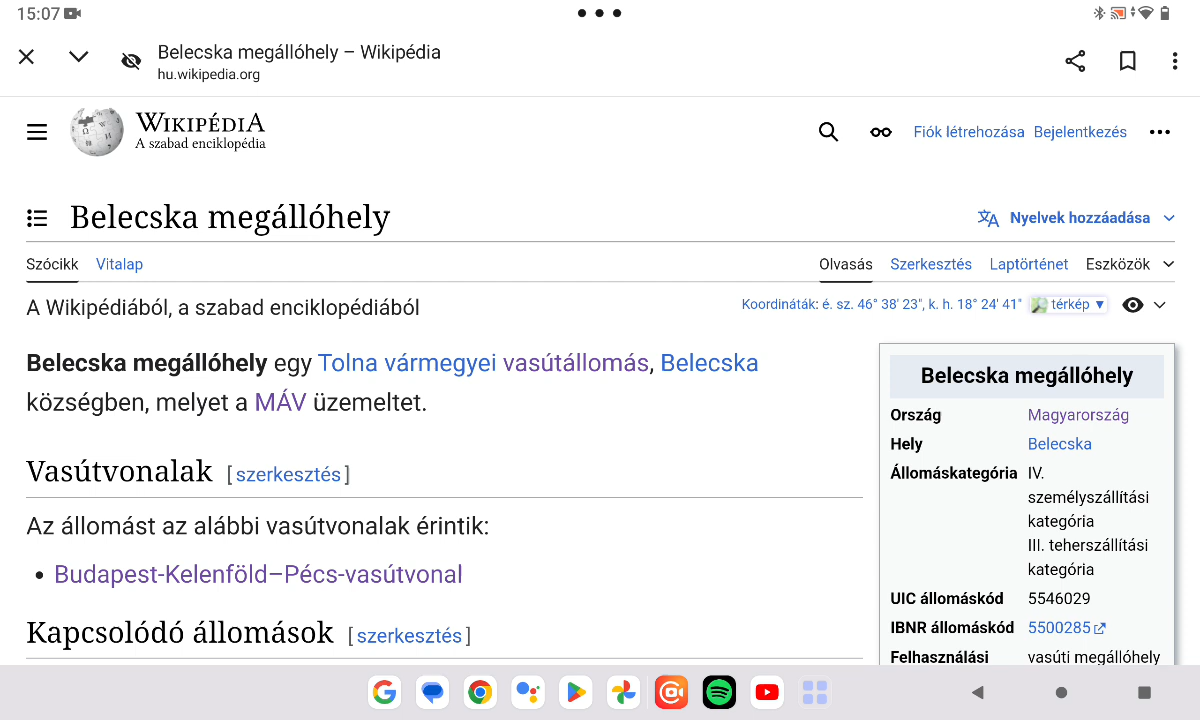 15:07
Belecska megállóhely – Wikipédia
hu.wikipedia.org
WIKIPÉDIA
A szabad enciklopédia
Fiók létrehozása Bejelentkezés
Belecska megállóhely
Nyelvek hozzáadása
Szócikk Vitalap
Olvasás Szerkesztés Laptörténet Eszközök
A Wikipédiából, a szabad enciklopédiából
Koordináták: é. sz. 46° 38′ 23″, k. h. 18° 24′ 41″ térkép ▼
Belecska megállóhely egy Tolna vármegyei vasútállomás, Belecska
községben, melyet a MÁV üzemeltet.
Vasútvonalak [szerkesztés]
Az állomást az alábbi vasútvonalak érintik:
• Budapest-Kelenföld–Pécs-vasútvonal
Kapcsolódó állomások [szerkesztés]
Belecska megállóhely
Ország Magyarország
Hely Belecska
Állomáskategória IV.
személyszállítási
kategória
III. teherszállítási
kategória
UIC állomáskód 5546029
IBNR állomáskód 5500285
Felhasználási vasúti megállóhely